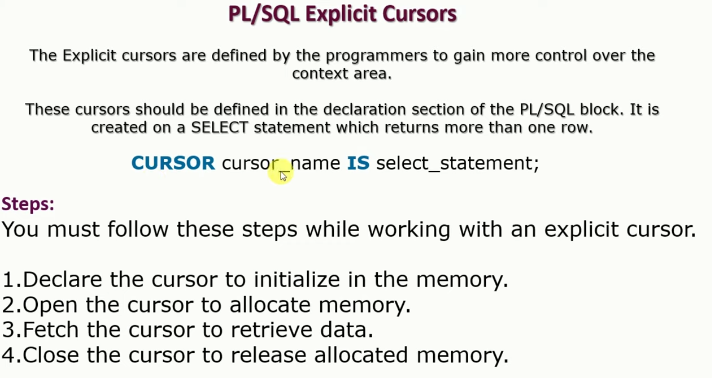 PL/SQL Explicit Cursors
The Explicit cursors are defined by the programmers to gain more control over the
context area.
These cursors should be defined in the declaration section of the PL/SQL block. It is
created on a SELECT statement which returns more than one row.
CURSOR cursor_name IS select_statement;
Steps:
You must follow these steps while working with an explicit cursor.
1.Declare the cursor to initialize in the memory.
2.Open the cursor to allocate memory.
3.Fetch the cursor to retrieve data.
4.Close the cursor to release allocated memory.